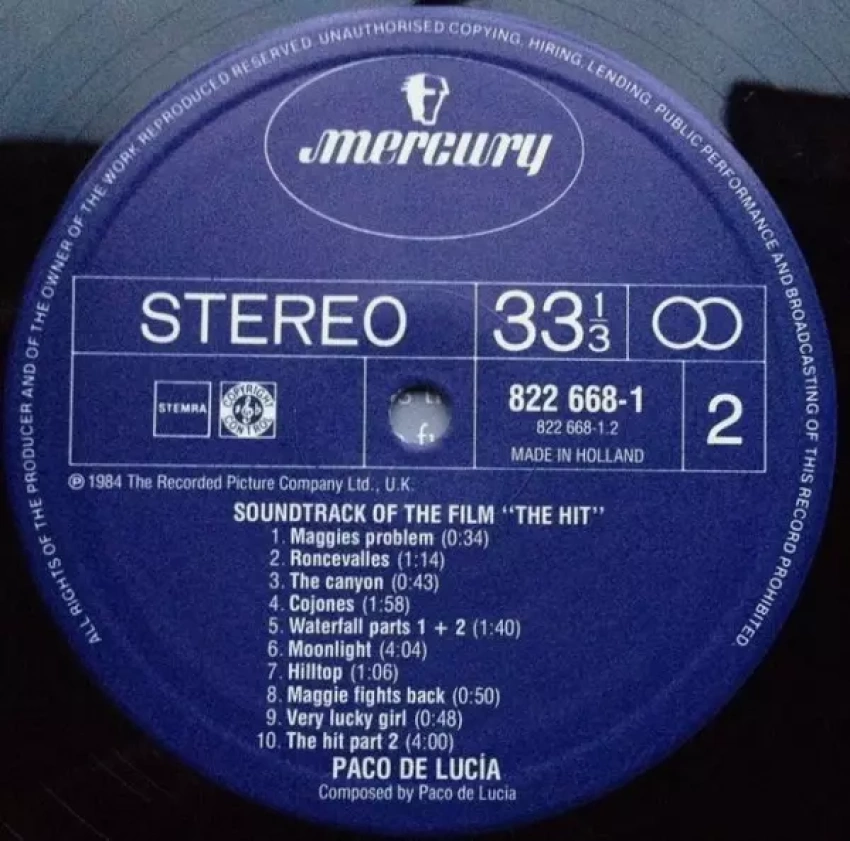 ALL RIGHTS OF THE PRODUCER AND OF THE OWNER OF THE WORK REPRODUCED RESERVED. UNAUTHORISED COPYING, HIRING, LENDING, PUBLIC PERFORMANCE AND BROADCASTING OF THIS RECORD PROHIBITED.
mercury
STEREO 33 1/3
STEMRA COPYRIGHT CONTROL 822 668-1 2
822 668-1.2
MADE IN HOLLAND
℗ 1984 The Recorded Picture Company Ltd., U.K.
SOUNDTRACK OF THE FILM “THE HIT”
1. Maggies problem (0:34)
2. Roncevalles (1:14)
3. The canyon (0:43)
4. Cojones (1:58)
5. Waterfall parts 1 + 2 (1:40)
6. Moonlight (4:04)
7. Hilltop (1:06)
8. Maggie fights back (0:50)
9. Very lucky girl (0:48)
10. The hit part 2 (4:00)
PACO DE LUCÍA
Composed by Paco de Lucia